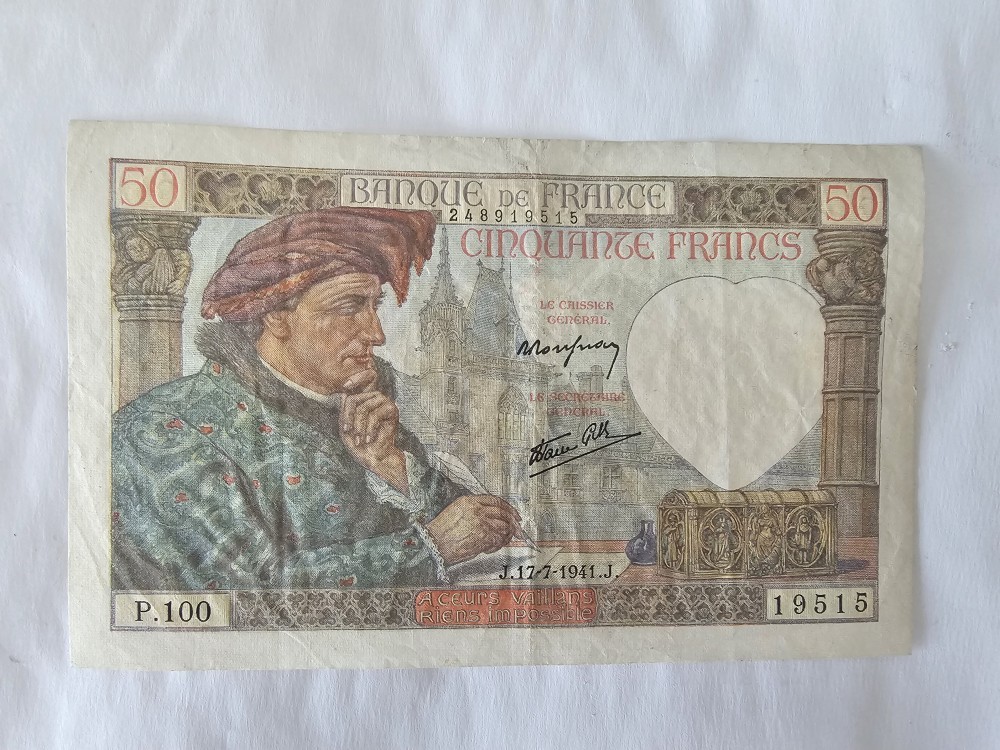 50 BANQUE DE FRANCE 50
248919515
CINQUANTE FRANCS
LE CAISSIER
GÉNÉRAL,
LE SECRÉTAIRE
GÉNÉRAL
J.17-7-1941.J.
P.100
A CŒURS VAILLANS
RIENS IMPOSSIBLE
19515